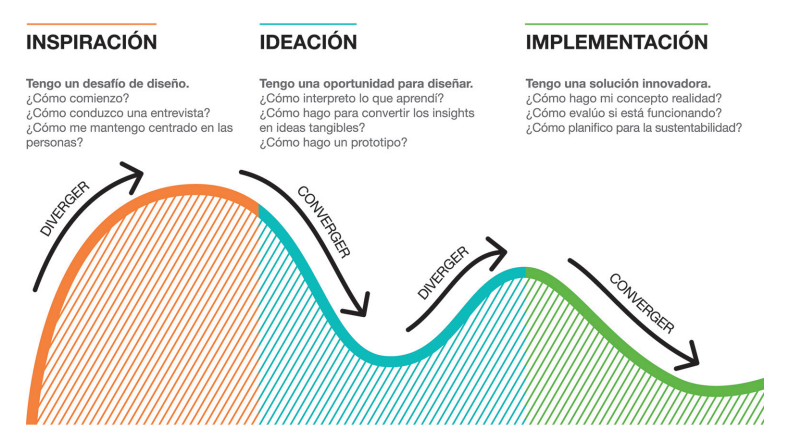 INSPIRACIÓN
Tengo un desafío de diseño.
¿Cómo comienzo?
¿Cómo conduzco una entrevista?
¿Cómo me mantengo centrado en las
personas?
IDEACIÓN
Tengo una oportunidad para diseñar.
¿Cómo interpreto lo que aprendí?
¿Cómo hago para convertir los insights
en ideas tangibles?
¿Cómo hago un prototipo?
IMPLEMENTACIÓN
Tengo una solución innovadora.
¿Cómo hago mi concepto realidad?
¿Cómo evalúo si está funcionando?
¿Cómo planifico para la sustentabilidad?
DIVERGER
CONVERGER
DIVERGER
CONVERGER